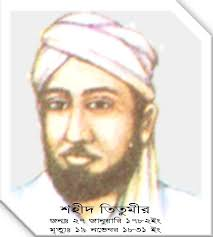 শহীদ তিতুমীর
জন্মঃ ২৭ জানুয়ারি ১৭৮২ইং
মৃত্যুঃ ১৯ নভেম্বর ১৮৩১ ইং